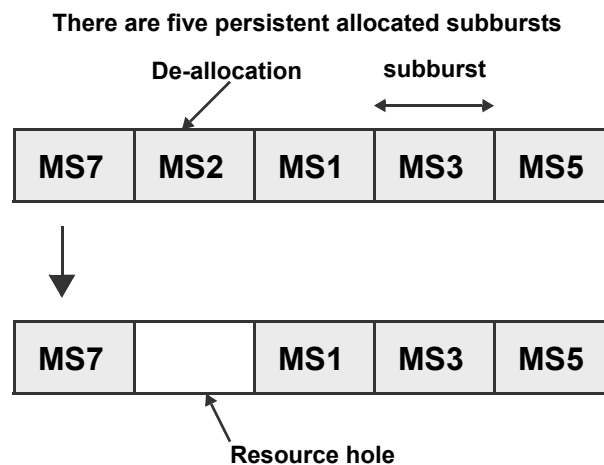 There are five persistent allocated subbursts
De-allocation subburst
MS7 MS2 MS1 MS3 MS5
MS7 MS1 MS3 MS5
Resource hole